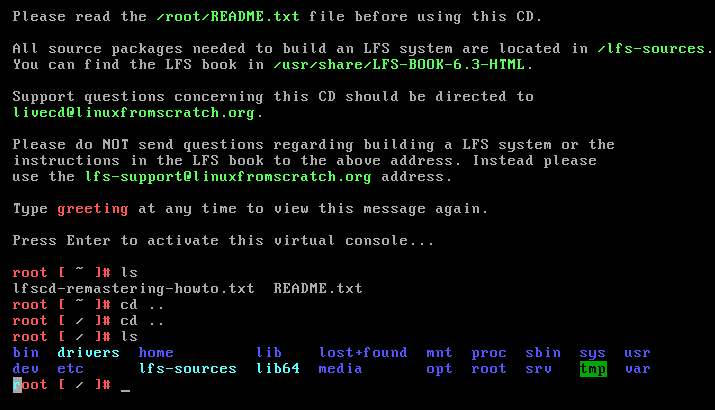 Please read the /root/README.txt file before using this CD.
All source packages needed to build an LFS system are located in /lfs-sources.
You can find the LFS book in /usr/share/LFS-BOOK-6.3-HTML.
Support questions concerning this CD should be directed to
livecd@linuxfromscratch.org.
Please do NOT send questions regarding building a LFS system or the
instructions in the LFS book to the above address. Instead please
use the lfs-support@linuxfromscratch.org address.
Type greeting at any time to view this message again.
Press Enter to activate this virtual console...
root [ ~ ]# ls
lfscd-remastering-howto.txt  README.txt
root [ ~ ]# cd ..
root [ / ]# cd ..
root [ / ]# ls
bin  drivers  home         lib    lost+found  mnt  proc  sbin  sys  usr
dev  etc      lfs-sources  lib64  media       opt  root  srv   tmp  var
root [ / ]# _